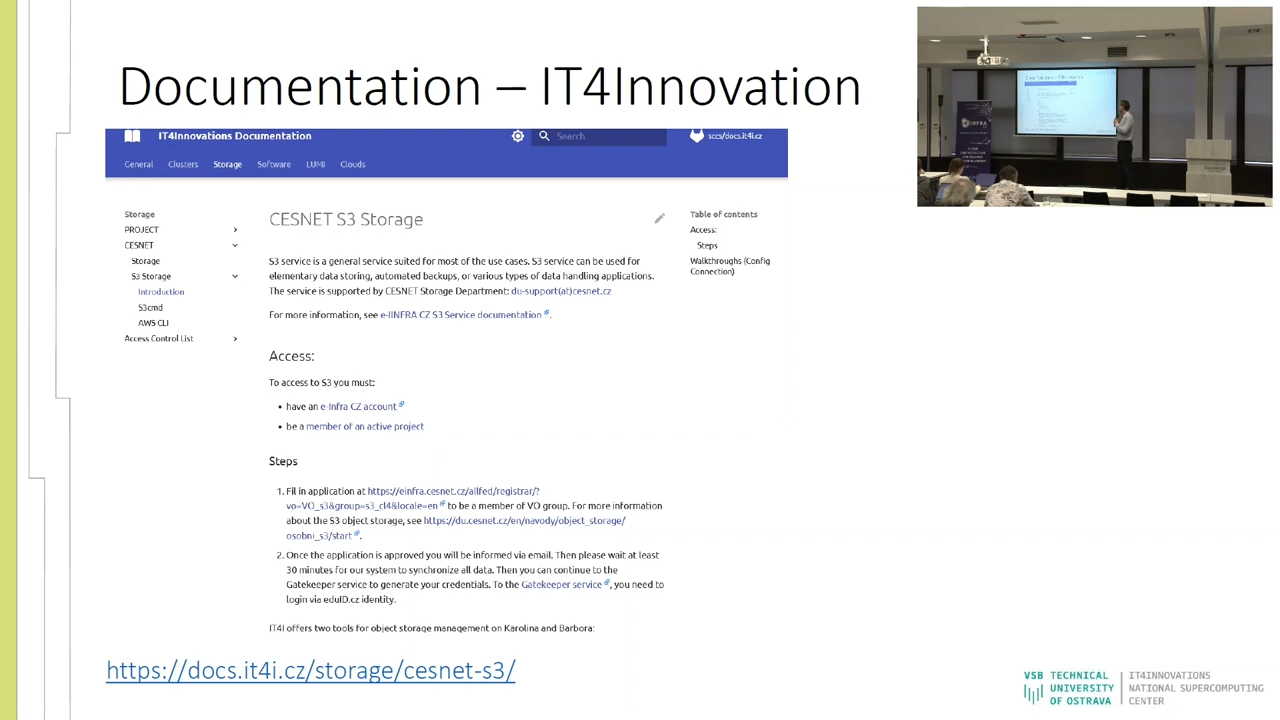 Documentation – IT4Innovation
IT4Innovations Documentation
Search
sccs/docs.it4i.cz
General Clusters Storage Software LUMI Clouds
Storage
PROJECT
CESNET
Storage
S3 Storage
Introduction
S3cmd
AWS CLI
Access Control List
CESNET S3 Storage
S3 service is a general service suited for most of the use cases. S3 service can be used for
elementary data storing, automated backups, or various types of data handling applications.
The service is supported by CESNET Storage Department: du-support(at)cesnet.cz
For more information, see e-IINFRA CZ S3 Service documentation.
Access:
To access to S3 you must:
• have an e-Infra CZ account
• be a member of an active project
Steps
1. Fil in application at https://einfra.cesnet.cz/allfed/registrar/?
vo=VO_s3&group=s3_cl4&locale=en to be a member of VO group. For more information
about the S3 object storage, see https://du.cesnet.cz/en/navody/object_storage/
osobni_s3/start.
2. Once the application is approved you will be informed via email. Then please wait at least
30 minutes for our system to synchronize all data. Then you can continue to the
Gatekeeper service to generate your credentials. To the Gatekeeper service, you need to
login via eduID.cz identity.
IT4I offers two tools for object storage management on Karolina and Barbora:
Table of contents
Access:
Steps
Walkthroughs (Config
Connection)
https://docs.it4i.cz/storage/cesnet-s3/
VSB TECHNICAL
UNIVERSITY
OF OSTRAVA
IT4INNOVATIONS
NATIONAL SUPERCOMPUTING
CENTER